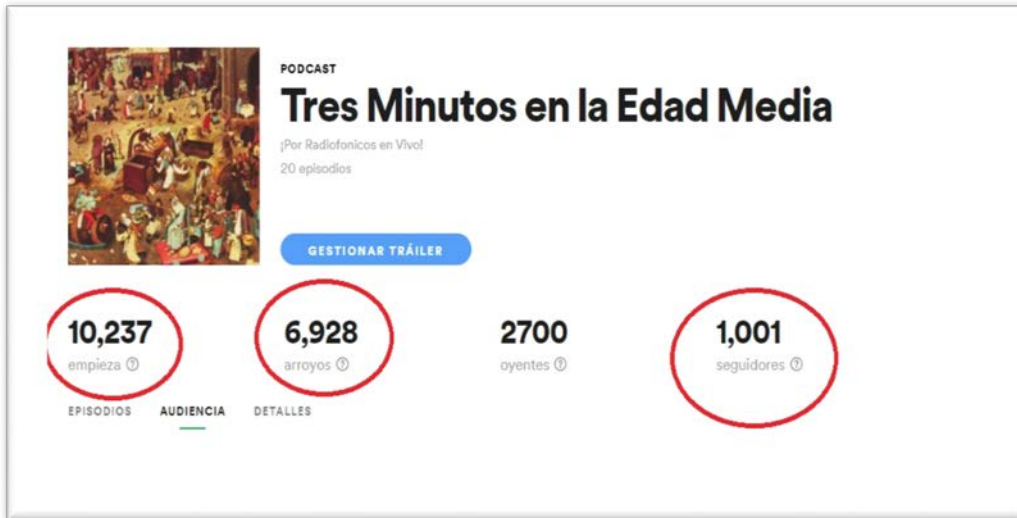 PODCAST
Tres Minutos en la Edad Media
¡Por Radiofonicos en Vivo!
20 episodios
GESTIONAR TRÁILER
10,237 6,928 2700 1,001
empieza ? arroyos ? oyentes ? seguidores ?
EPISODIOS AUDIENCIA DETALLES